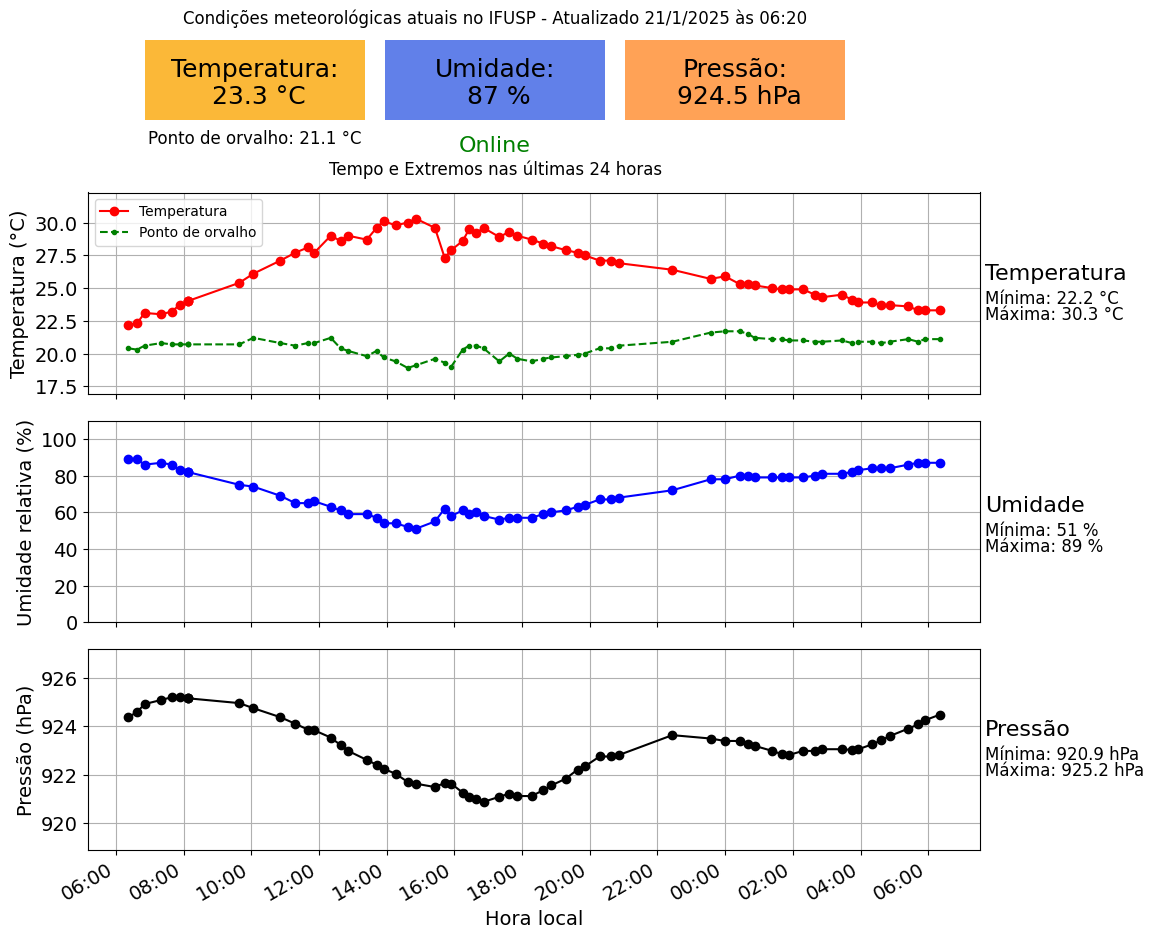 Condições meteorológicas atuais no IFUSP - Atualizado 21/1/2025 às 06:20
Temperatura:
23.3 °C
Umidade:
87 %
Pressão:
924.5 hPa
Ponto de orvalho: 21.1 °C
Online
Tempo e Extremos nas últimas 24 horas
Temperatura (°C)
30.0
27.5
25.0
22.5
20.0
17.5
Temperatura
Ponto de orvalho
Temperatura
Mínima: 22.2 °C
Máxima: 30.3 °C
Umidade relativa (%)
100
80
60
40
20
0
Umidade
Mínima: 51 %
Máxima: 89 %
Pressão (hPa)
926
924
922
920
Pressão
Mínima: 920.9 hPa
Máxima: 925.2 hPa
06:00
08:00
10:00
12:00
14:00
16:00
18:00
20:00
22:00
00:00
02:00
04:00
06:00
Hora local